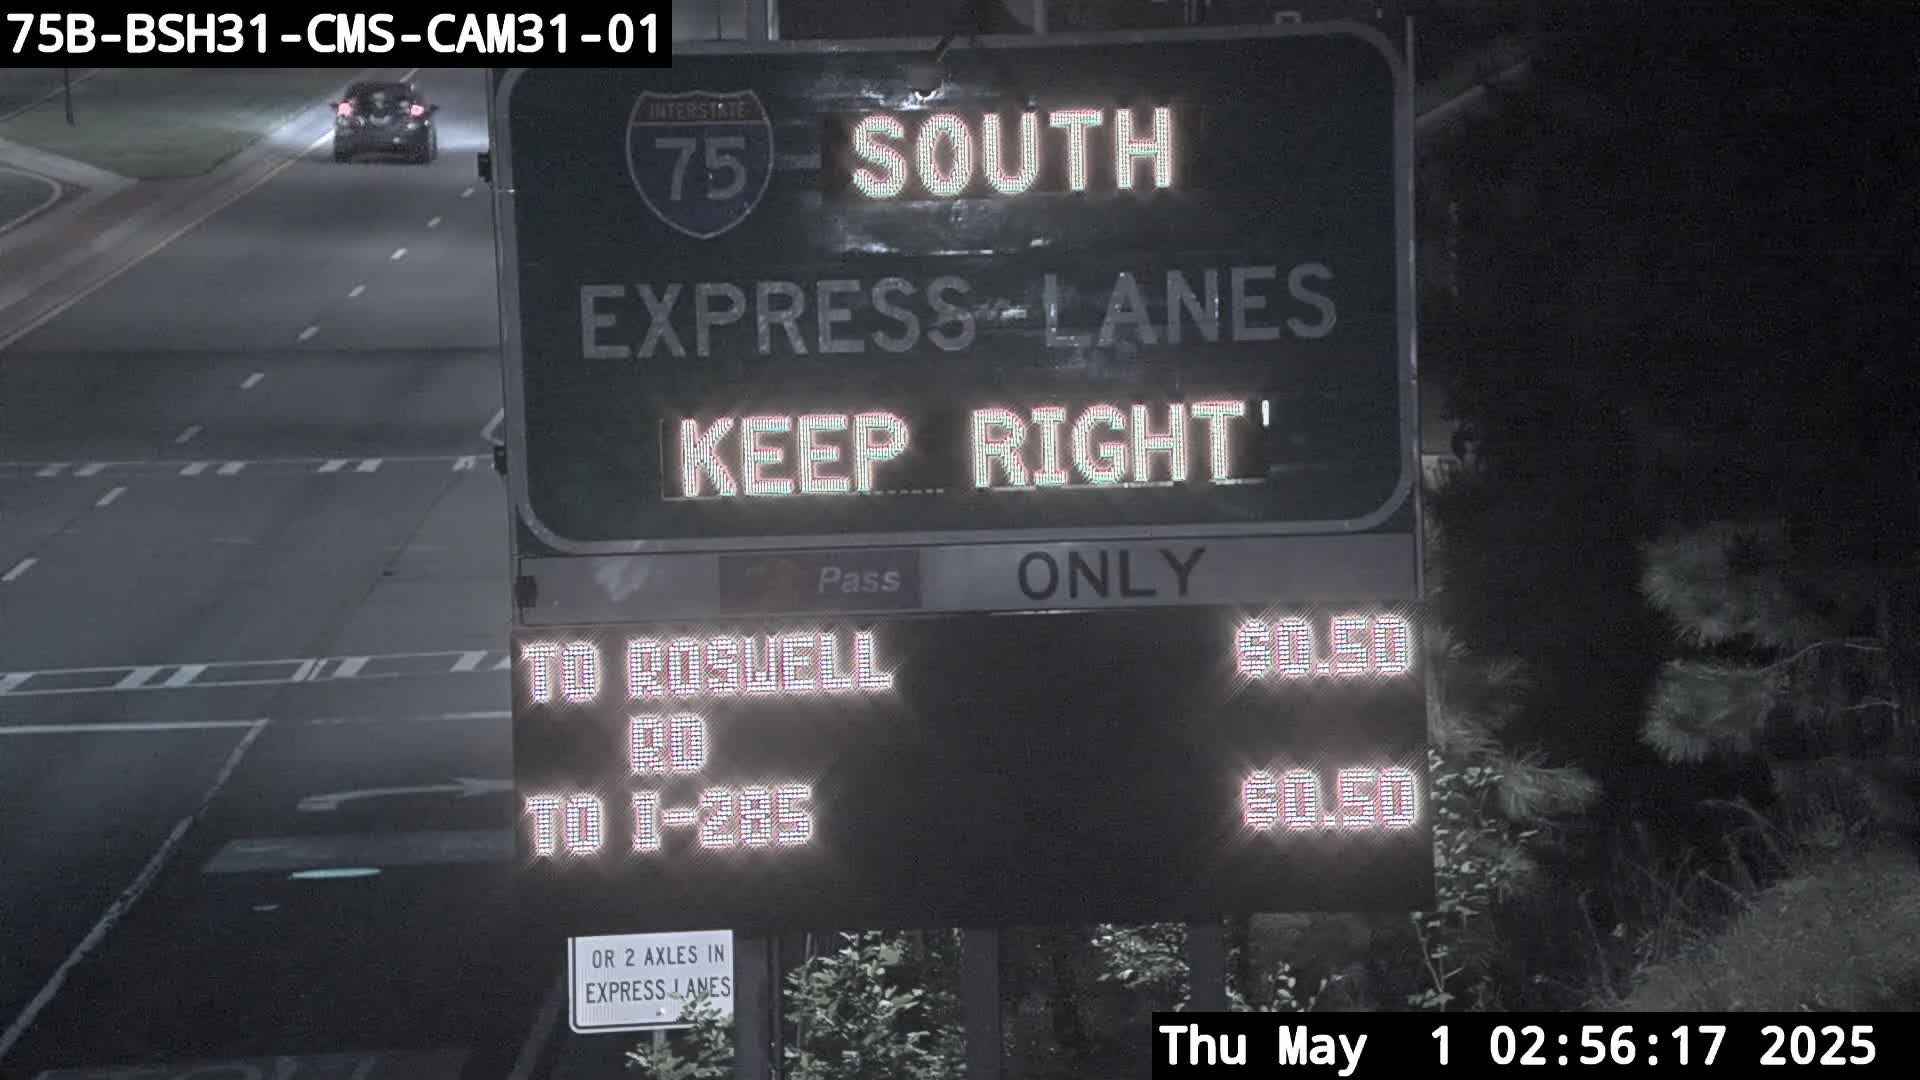 75B-BSH31-CMS-CAM31-01
INTERSTATE
75
SOUTH
EXPRESS LANES
KEEP RIGHT
Pass ONLY
TO ROSWELL $0.50
RD
TO I-285 $0.50
OR 2 AXLES IN
EXPRESS LANES
Thu May 1 02:56:17 2025